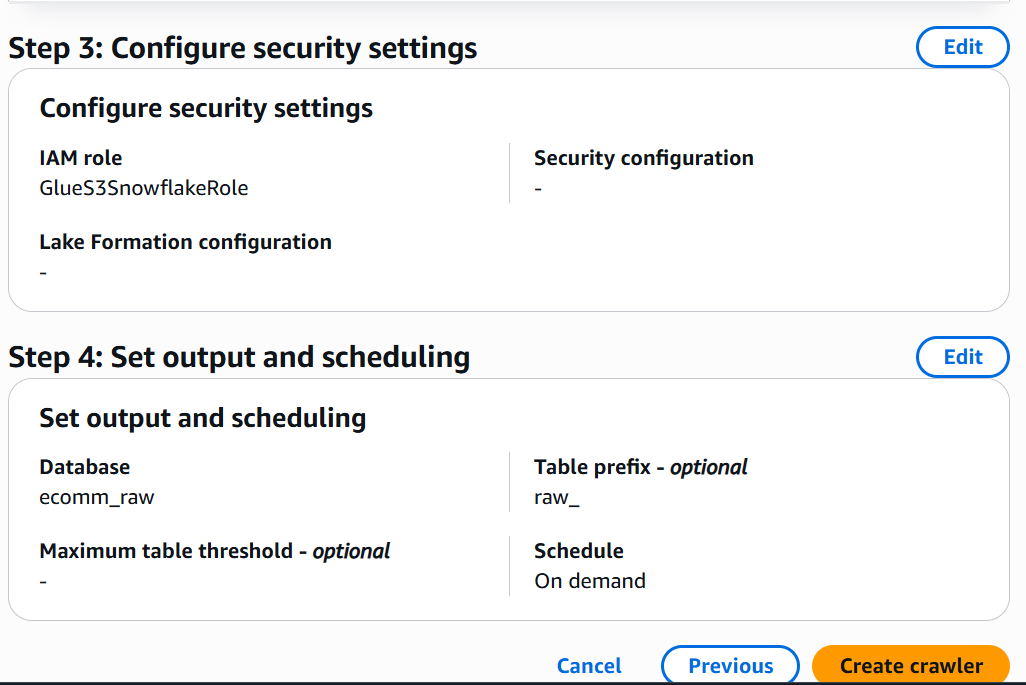 Step 3: Configure security settings
Edit
Configure security settings
IAM role
GlueS3SnowflakeRole
Security configuration
-
Lake Formation configuration
-
Step 4: Set output and scheduling
Edit
Set output and scheduling
Database
ecomm_raw
Table prefix - optional
raw_
Maximum table threshold - optional
-
Schedule
On demand
Cancel
Previous
Create crawler